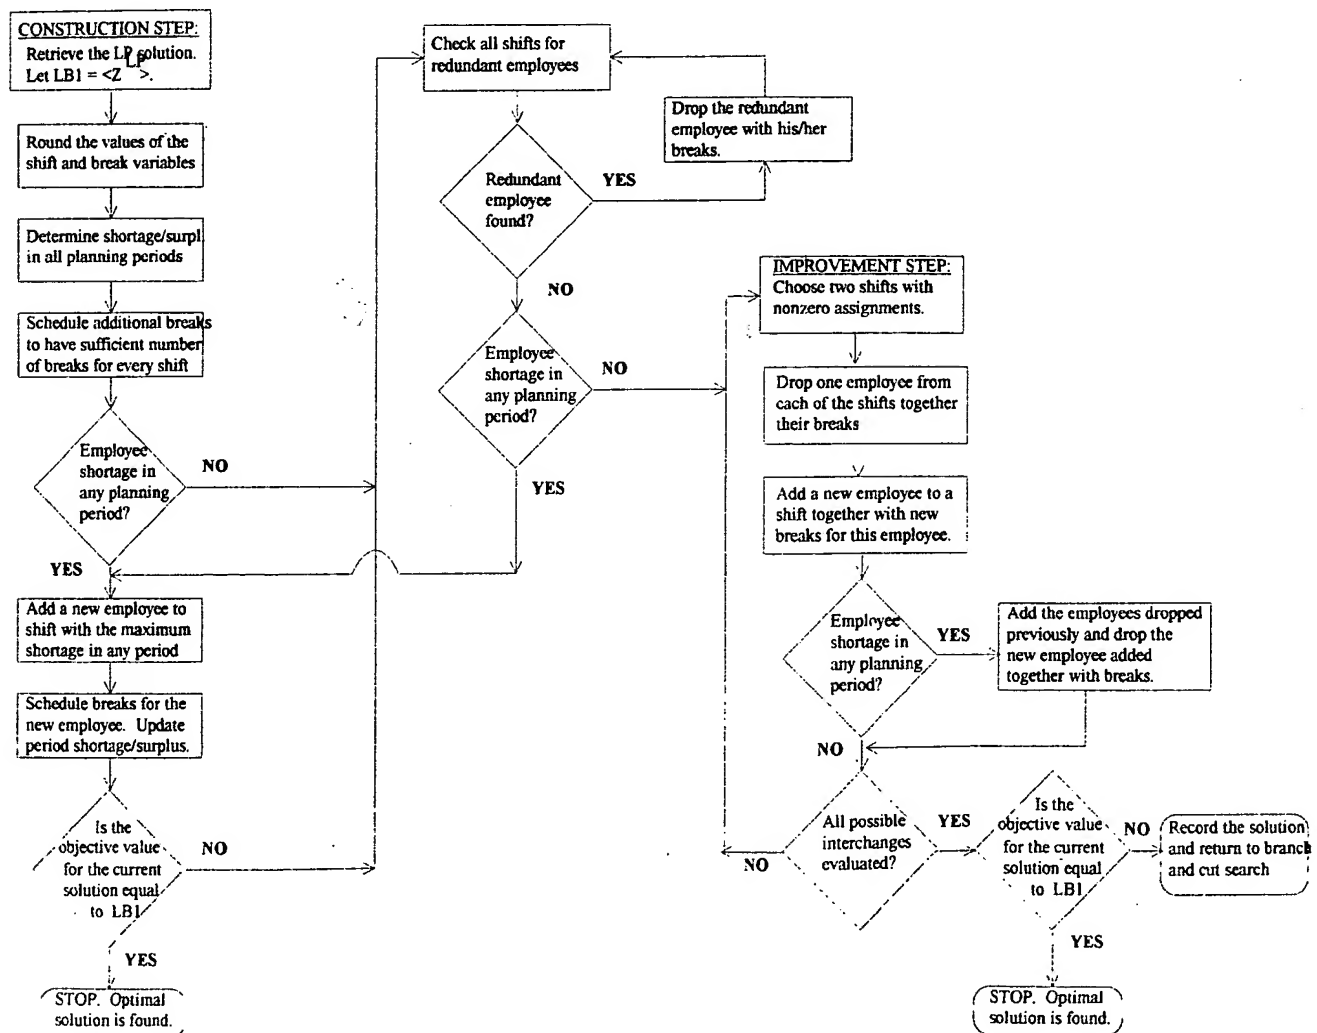 CONSTRUCTION STEP:
Retrieve the LP solution.
Let LB1 = <Z^LP>.
Round the values of the
shift and break variables
Determine shortage/surpl
in all planning periods
Schedule additional breaks
to have sufficient number
of breaks for every shift
Employee
shortage in
any planning
period?
NO
YES
Add a new employee to
shift with the maximum
shortage in any period
Schedule breaks for the
new employee. Update
period shortage/surplus.
Is the
objective value
for the current
solution equal
to LB1
NO
YES
STOP. Optimal
solution is found.
Check all shifts for
redundant employees
Drop the redundant
employee with his/her
breaks.
Redundant
employee
found?
YES
NO
Employee
shortage in
any planning
period?
NO
YES
IMPROVEMENT STEP:
Choose two shifts with
nonzero assignments.
Drop one employee from
each of the shifts together
their breaks
Add a new employee to a
shift together with new
breaks for this employee.
Employee
shortage in
any planning
period?
YES
Add the employees dropped
previously and drop the
new employee added
together with breaks.
NO
All possible
interchanges
evaluated?
NO
YES
Is the
objective value
for the current
solution equal
to LB1
NO
Record the solution
and return to branch
and cut search
YES
STOP. Optimal
solution is found.